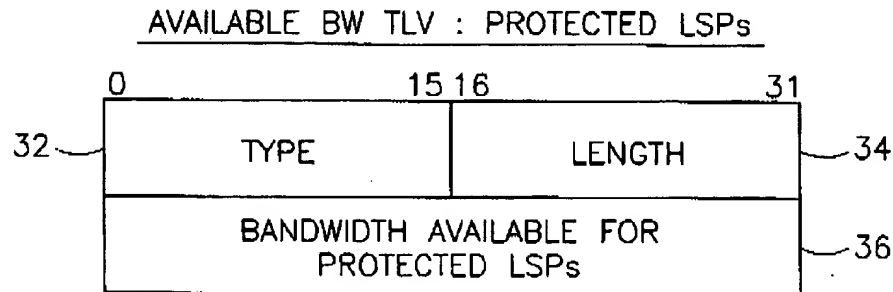 AVAILABLE BW TLV : PROTECTED LSPs
0 15 16 31
32 TYPE LENGTH 34
BANDWIDTH AVAILABLE FOR
PROTECTED LSPs 36